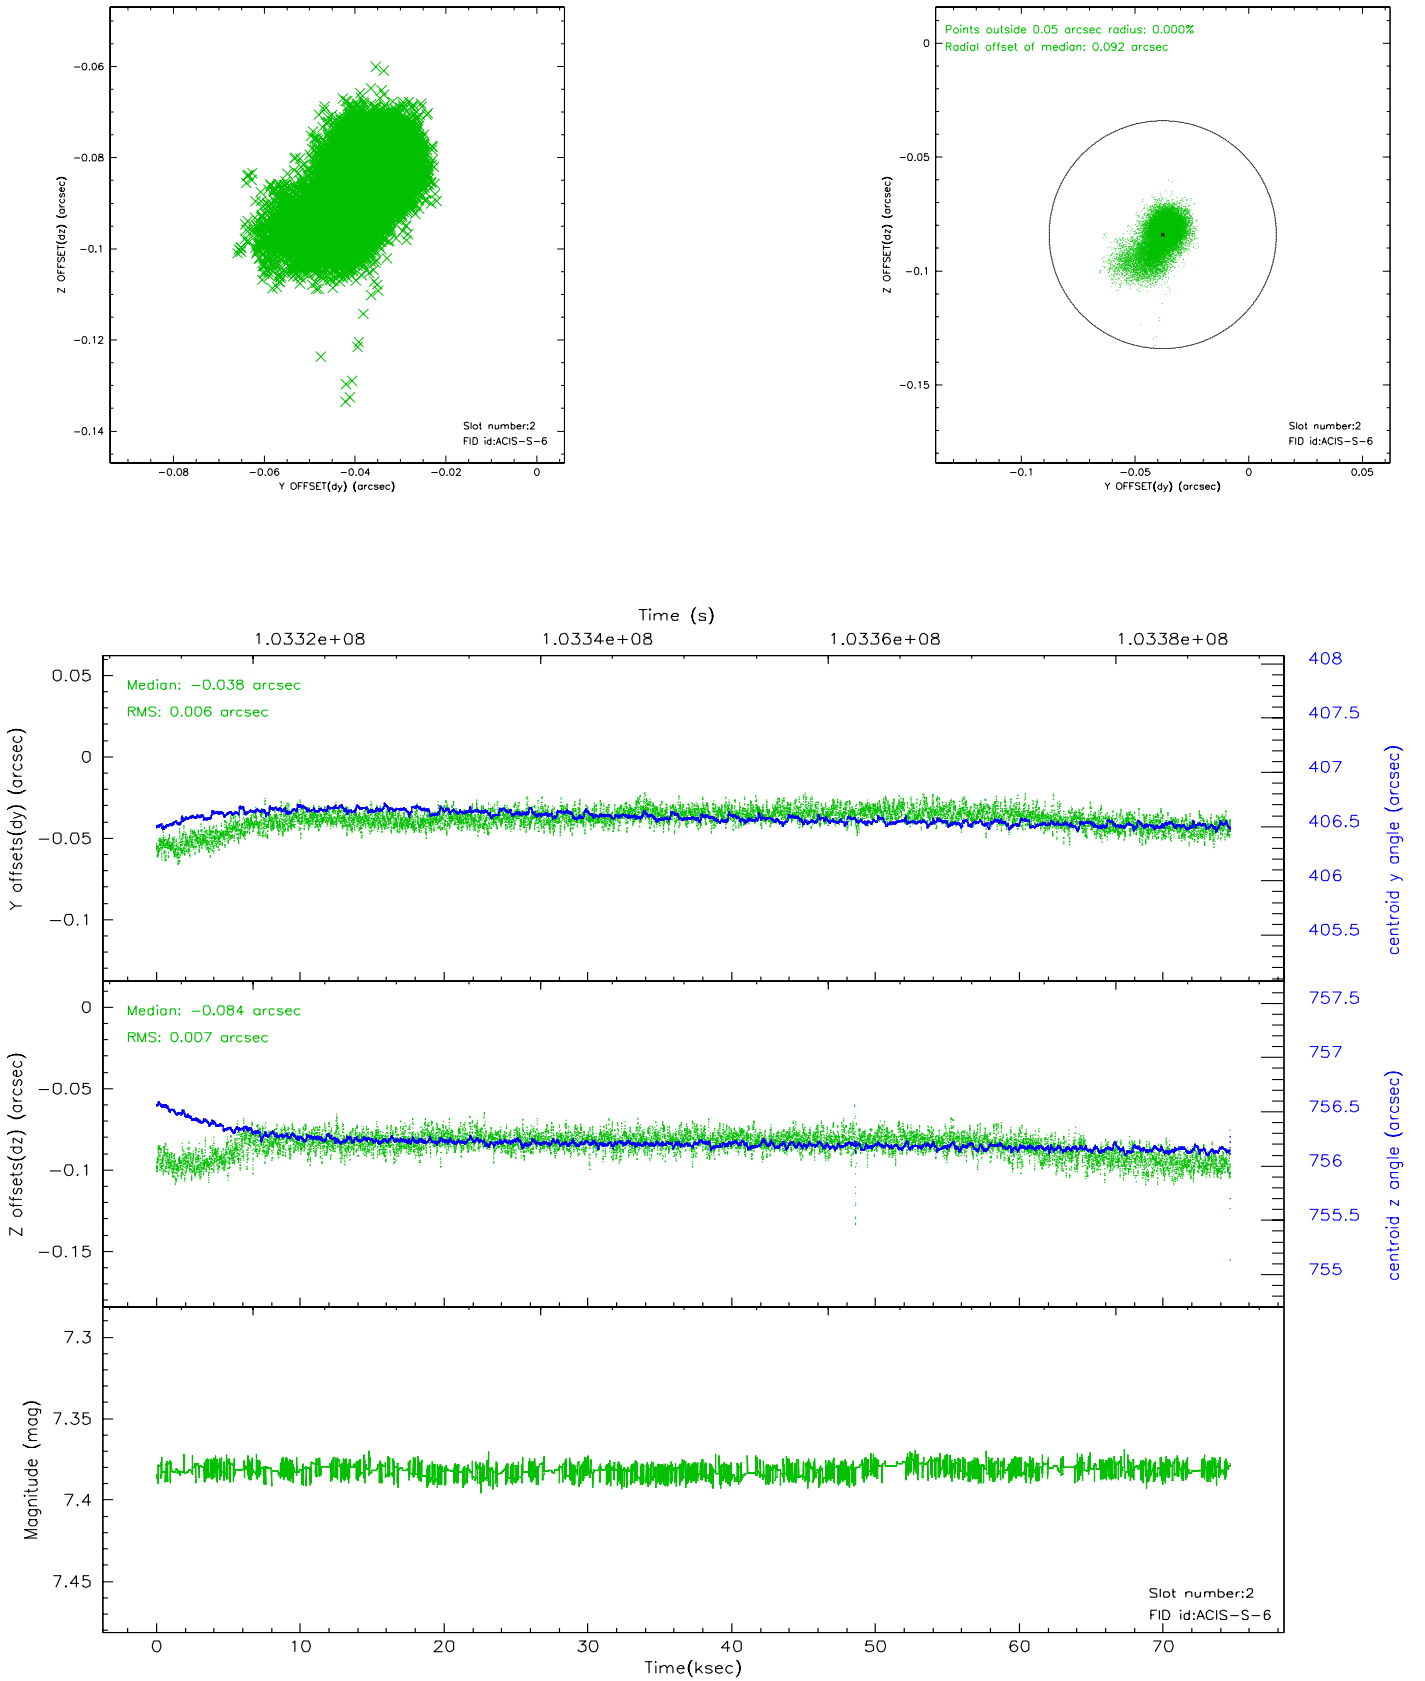 -0.06
-0.08
-0.1
-0.12
-0.14
Z OFFSET(dz) (arcsec)
Slot number:2
FID id:ACIS-S-6
-0.08
-0.06
-0.04
-0.02
0
Y OFFSET(dy) (arcsec)
Points outside 0.05 arcsec radius: 0.000%
Radial offset of median: 0.092 arcsec
0
-0.05
-0.1
-0.15
Z OFFSET(dz) (arcsec)
Slot number:2
FID id:ACIS-S-6
-0.1
-0.05
0
0.05
Y OFFSET(dy) (arcsec)
Time (s)
1.0332e+08
1.0334e+08
1.0336e+08
1.0338e+08
Median: -0.038 arcsec
RMS: 0.006 arcsec
0.05
0
-0.05
-0.1
Y offsets(dy) (arcsec)
408
407.5
407
406.5
406
405.5
centroid y angle (arcsec)
Median: -0.084 arcsec
RMS: 0.007 arcsec
0
-0.05
-0.1
-0.15
Z offsets(dz) (arcsec)
757.5
757
756.5
756
755.5
755
centroid z angle (arcsec)
7.3
7.35
7.4
7.45
Magnitude (mag)
Slot number:2
FID id:ACIS-S-6
0
10
20
30
40
50
60
70
Time(ksec)